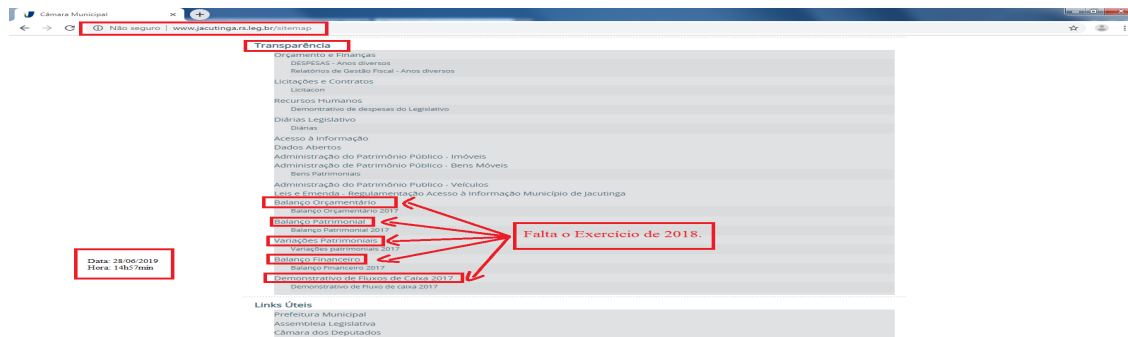 Câmara Municipal
Não seguro | www.jacutinga.rs.leg.br/sitemap
Transparência
Orçamento e Finanças
DESPESAS - Anos diversos
Relatórios de Gestão Fiscal - Anos diversos
Licitações e Contratos
Licitacon
Recursos Humanos
Demontrativo de despesas do Legislativo
Diárias Legislativo
Diárias
Acesso à Informação
Dados Abertos
Administração do Patrimônio Público - Imóveis
Administração de Patrimônio Público - Bens Móveis
Bens Patrimoniais
Administração do Patrimônio Publico - Veículos
Leis e Emenda - Regulamentação Acesso à Informação Município de Jacutinga
Balanço Orçamentário
Balanço Orçamentário 2017
Balanço Patrimonial
Balanço Patrimonial 2017
Variações Patrimoniais
Variações patrimoniais 2017
Balanço Financeiro
Balanço Financeiro 2017
Demonstrativo de Fluxos de Caixa 2017
Demonstrativo de Fluxo de caixa 2017
Falta o Exercício de 2018.
Data: 28/06/2019
Hora: 14h57min
Links Úteis
Prefeitura Municipal
Assembleia Legislativa
Câmara dos Deputados